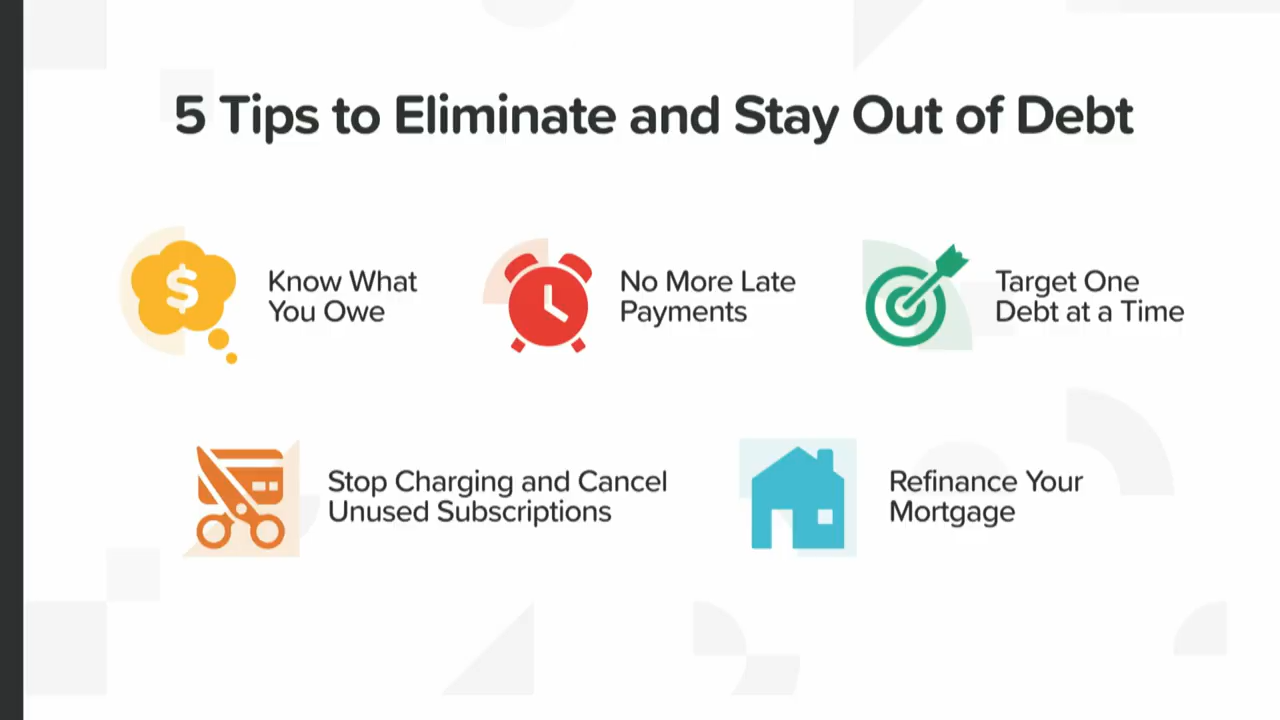 5 Tips to Eliminate and Stay Out of Debt
$
Know What
You Owe
No More Late
Payments
Target One
Debt at a Time
Stop Charging and Cancel
Unused Subscriptions
Refinance Your
Mortgage